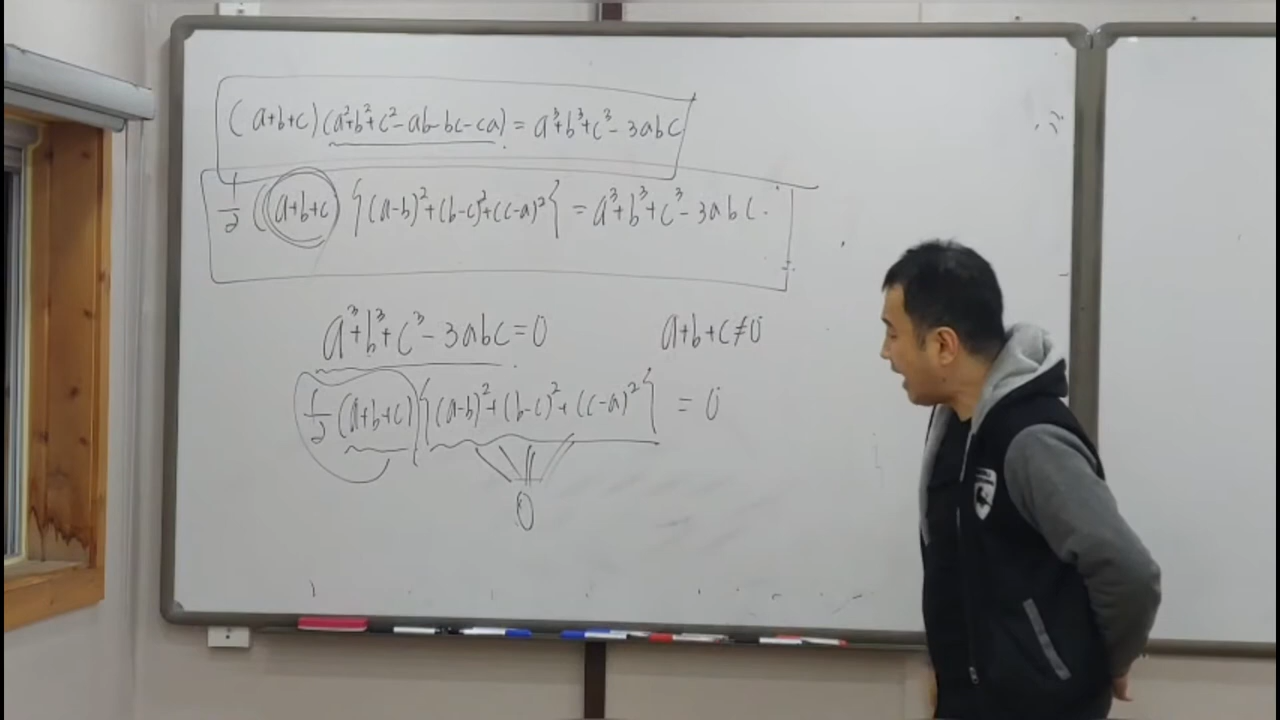 (a+b+c)(a²+b²+c²-ab-bc-ca) = a³+b³+c³-3abc
1/2 (a+b+c) {(a-b)²+(b-c)²+(c-a)²} = a³+b³+c³-3abc.
a³+b³+c³-3abc=0 a+b+c≠0
1/2 (a+b+c) {(a-b)²+(b-c)²+(c-a)²} = 0
0